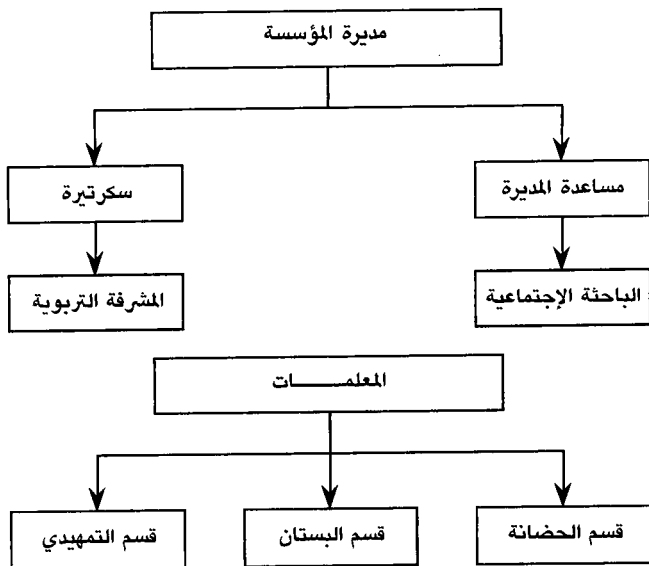 مديرة المؤسسة
مساعدة المديرة
سكرتيرة
الباحثة الإجتماعية
المشرفة التربوية
المعلمـــــات
قسم الحضانة
قسم البستان
قسم التمهيدي